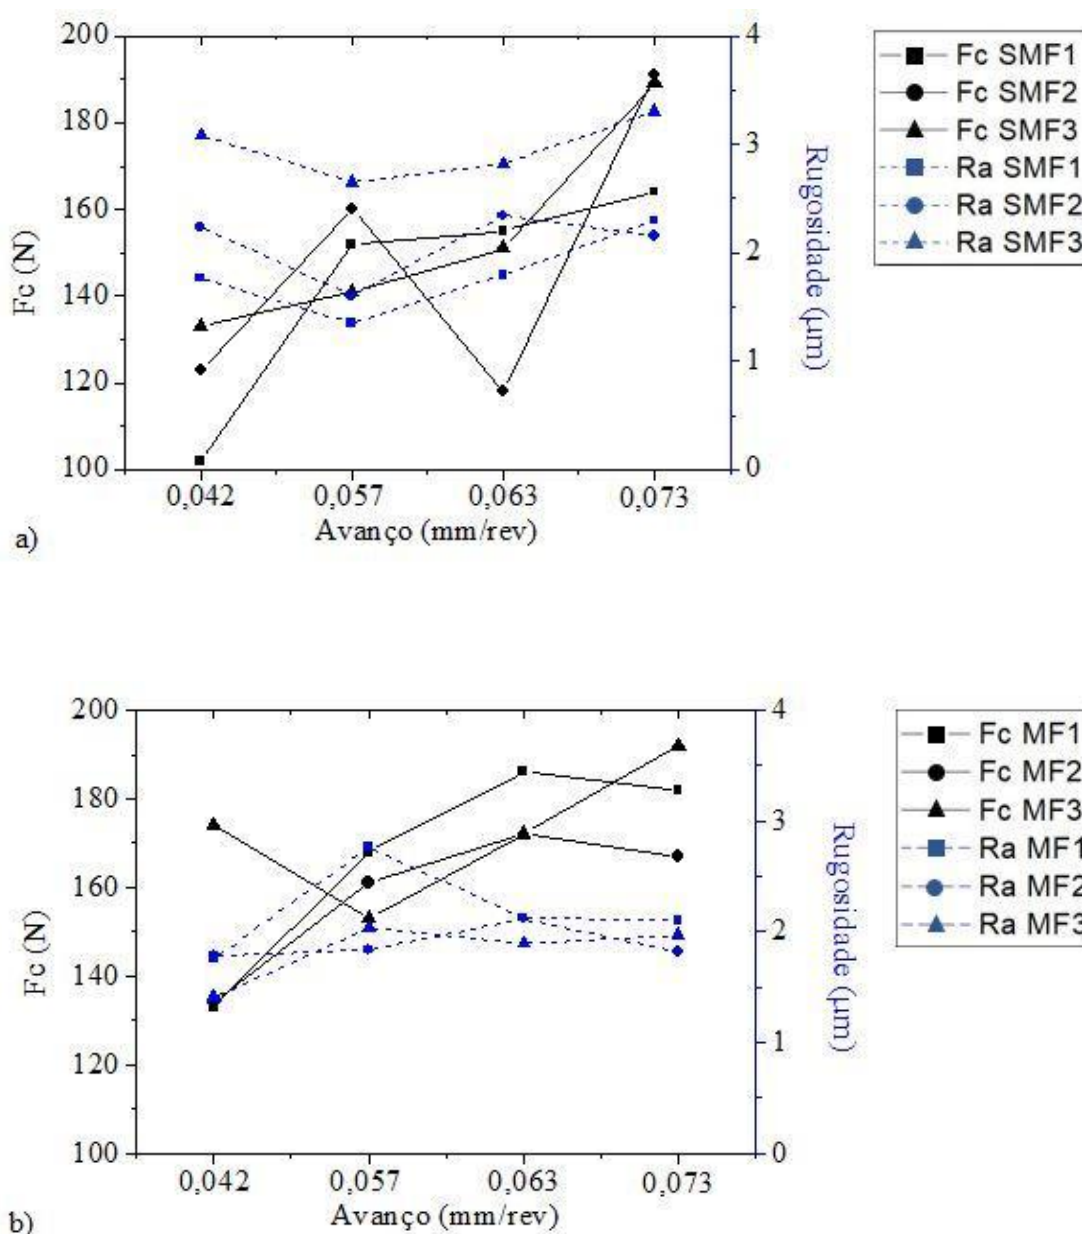 200
180
160
140
120
100
Fc (N)
4
3
2
1
0
Rugosidade (μm)
0,042 0,057 0,063 0,073
Avanço (mm/rev)
a)
Fc SMF1
Fc SMF2
Fc SMF3
Ra SMF1
Ra SMF2
Ra SMF3
200
180
160
140
120
100
Fc (N)
4
3
2
1
0
Rugosidade (μm)
0,042 0,057 0,063 0,073
Avanço (mm/rev)
b)
Fc MF1
Fc MF2
Fc MF3
Ra MF1
Ra MF2
Ra MF3